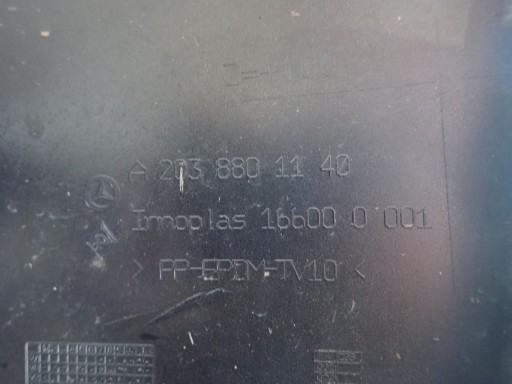 A 203 880 11 40
Innoplas 16600 0 001
> PP-EPDM-TV10 <